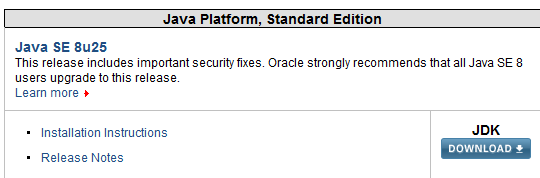 Java Platform, Standard Edition
Java SE 8u25
This release includes important security fixes. Oracle strongly recommends that all Java SE 8
users upgrade to this release.
Learn more
Installation Instructions
Release Notes
JDK
DOWNLOAD